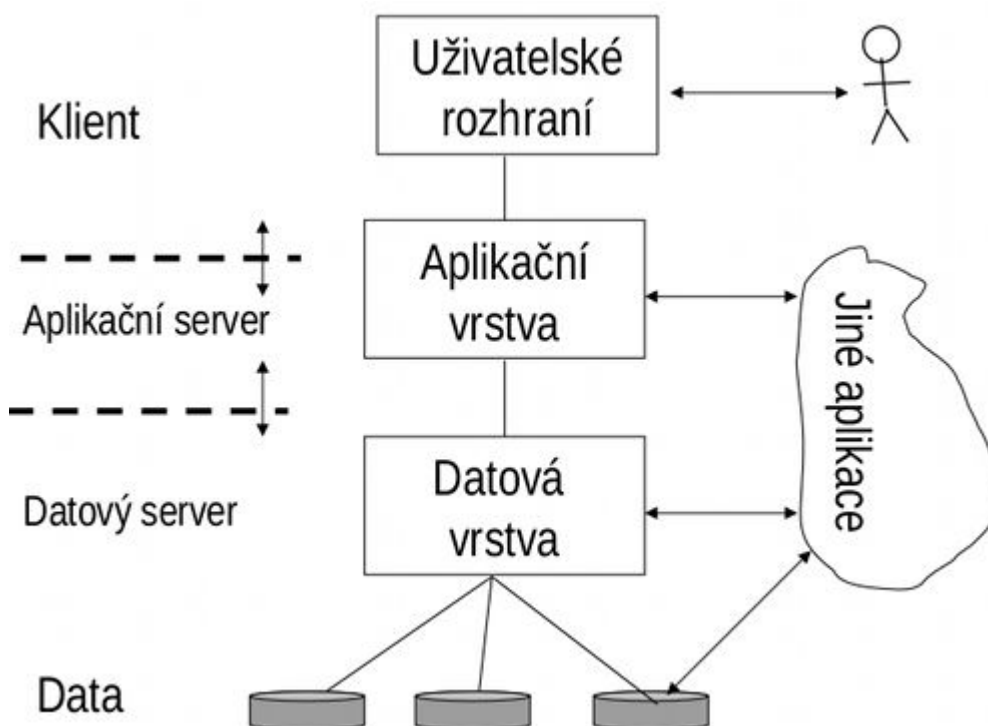 Uživatelské
rozhraní
Klient
Aplikační
vrstva
Aplikační server
Jiné aplikace
Datová
vrstva
Datový server
Data